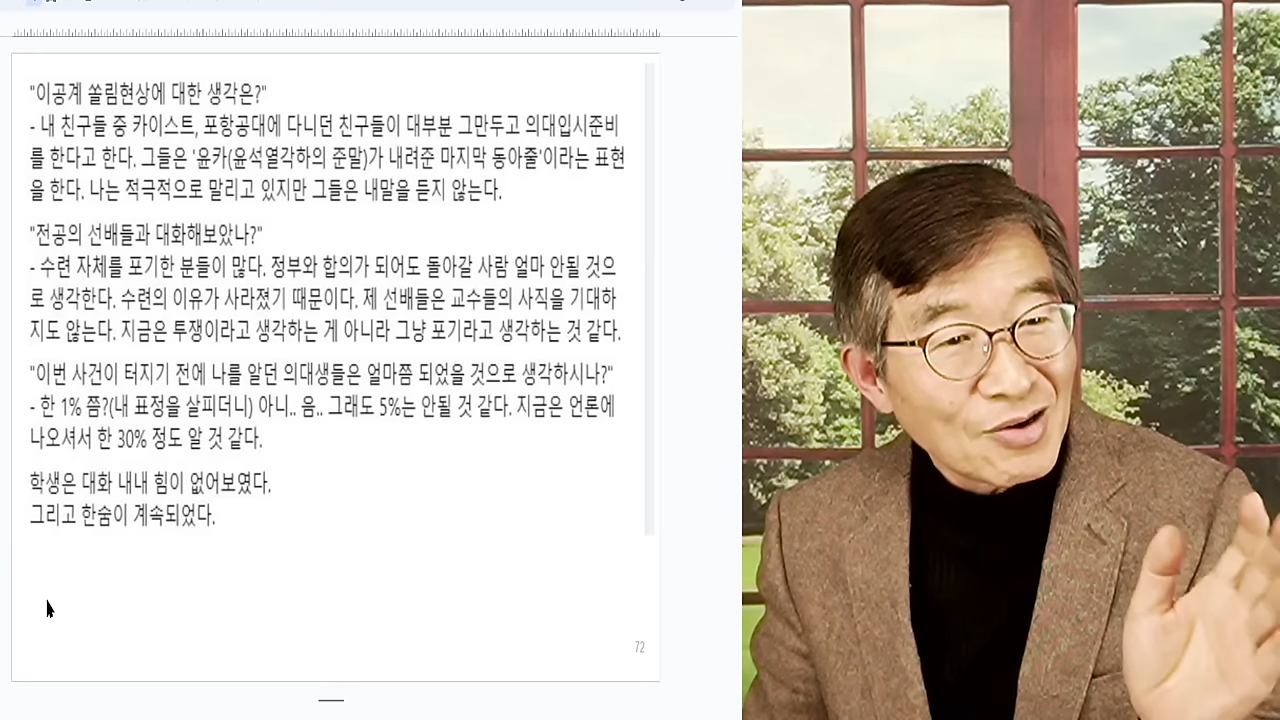 "이공계 쏠림현상에 대한 생각은?"
- 내 친구들 중 카이스트, 포항공대에 다니던 친구들이 대부분 그만두고 의대입시준비
를 한다고 한다. 그들은 '윤카(윤석열각하의 준말)가 내려준 마지막 동아줄'이라는 표현
을 한다. 나는 적극적으로 말리고 있지만 그들은 내말을 듣지 않는다.
"전공의 선배들과 대화해보았나?"
- 수련 자체를 포기한 분들이 많다. 정부와 합의가 되어도 돌아갈 사람 얼마 안될 것으
로 생각한다. 수련의 이유가 사라졌기 때문이다. 제 선배들은 교수들의 사직을 기대하
지도 않는다. 지금은 투쟁이라고 생각하는 게 아니라 그냥 포기라고 생각하는 것 같다.
"이번 사건이 터지기 전에 나를 알던 의대생들은 얼마쯤 되었을 것으로 생각하시나?"
- 한 1% 쯤?(내 표정을 살피더니) 아니.. 음.. 그래도 5%는 안될 것 같다. 지금은 언론에
나오셔서 한 30% 정도 알 것 같다.
학생은 대화 내내 힘이 없어보였다.
그리고 한숨이 계속되었다.
72